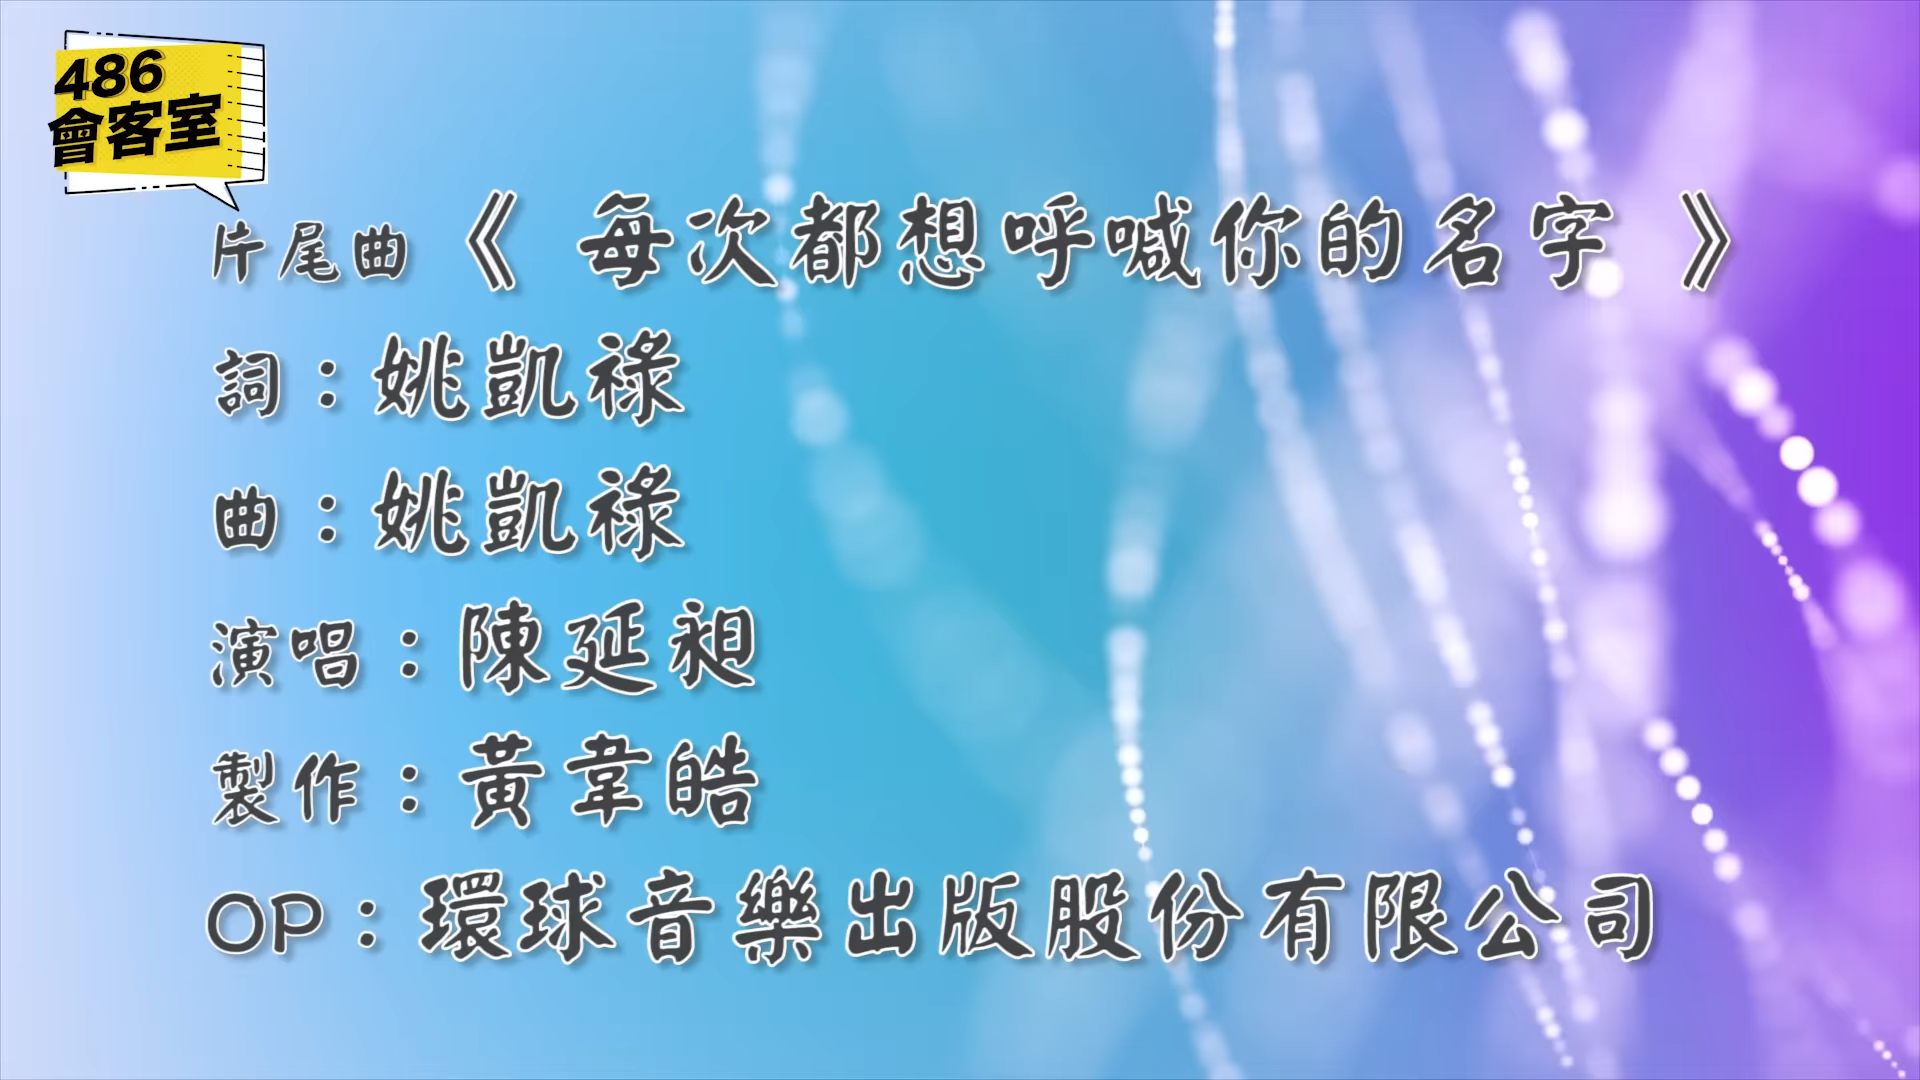 486
會客室
片尾曲《 每次都想呼喊你的名字 》
詞：姚凱祿
曲：姚凱祿
演唱：陳延昶
製作：黃韋皓
OP：環球音樂出版股份有限公司